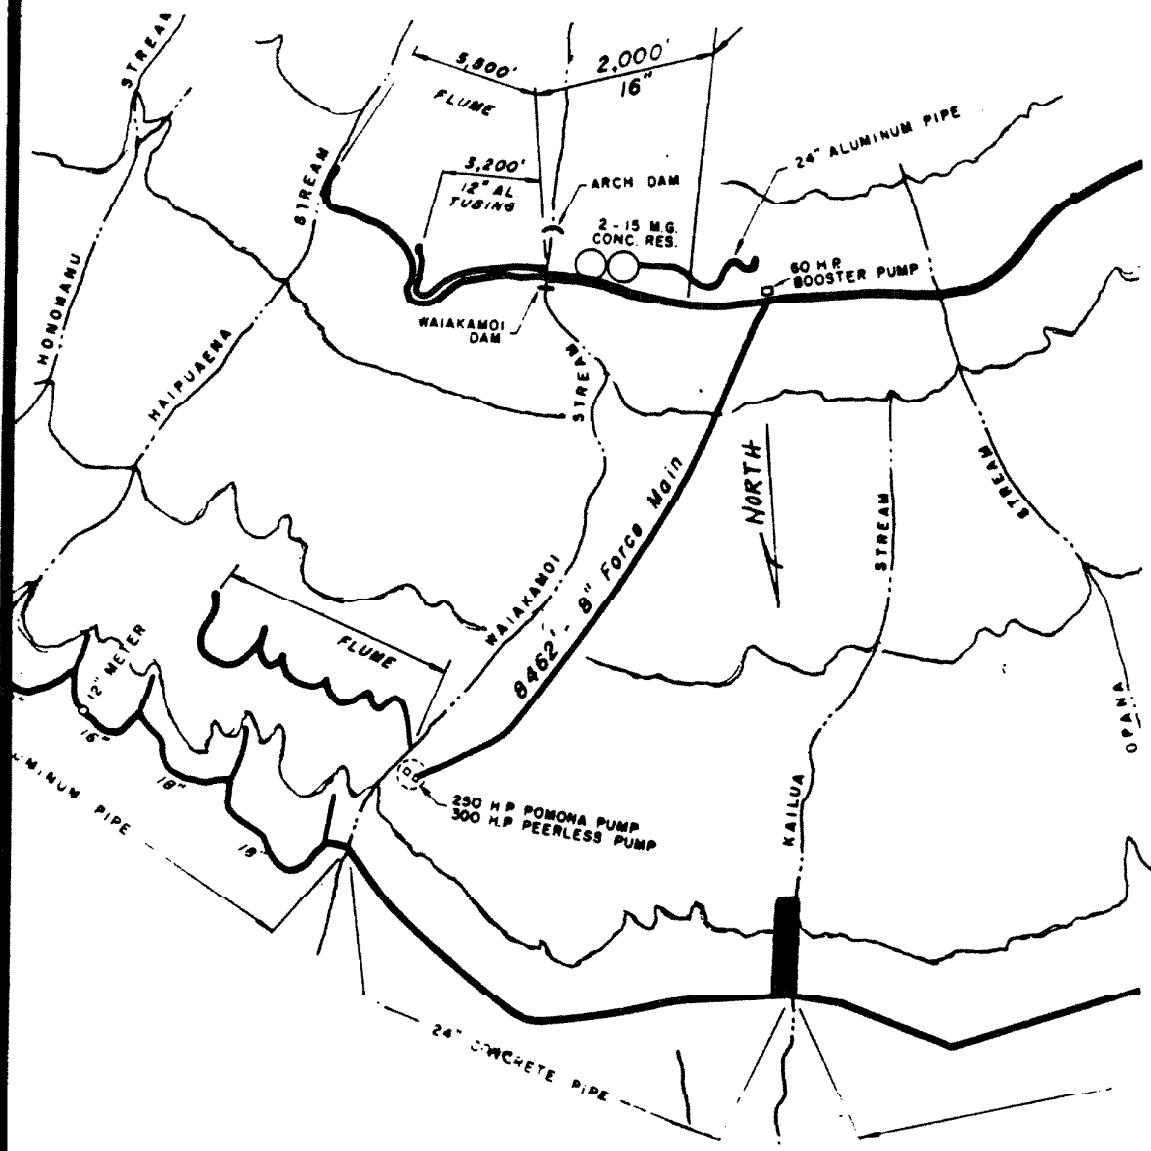 STREAM
5,800'
FLUME
2,000'
16"
24" ALUMINUM PIPE
STREAM
3,200'
12" AL
TUBING
ARCH DAM
2-15 M.G.
CONC. RES.
60 H.P.
BOOSTER PUMP
HONOMANU
HAIPUAENA
WAIAKAMOI
DAM
STREAM
NORTH
STREAM
STREAM
8462'- 8" Force Main
WAIAKAMOI
FLUME
12" METER
16"
18"
18"
UMINUM PIPE
250 H.P. POMONA PUMP
300 H.P. PEERLESS PUMP
KAILUA
OPANA
24" CONCRETE PIPE